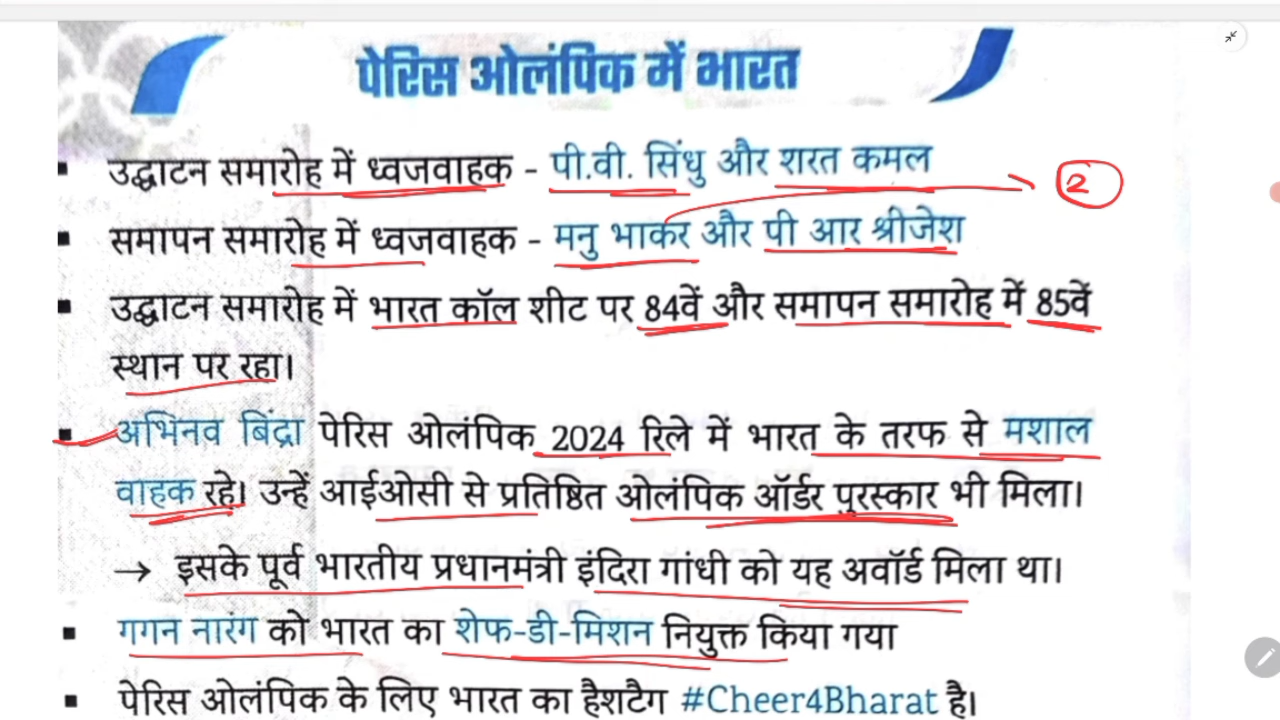 पेरिस ओलंपिक में भारत
▪ उद्घाटन समारोह में ध्वजवाहक - पी.वी. सिंधु और शरत कमल
2
▪ समापन समारोह में ध्वजवाहक - मनु भाकर और पी आर श्रीजेश
▪ उद्घाटन समारोह में भारत कॉल शीट पर 84वें और समापन समारोह में 85वें
स्थान पर रहा।
▪ अभिनव बिंद्रा पेरिस ओलंपिक 2024 रिले में भारत के तरफ से मशाल
वाहक रहे। उन्हें आईओसी से प्रतिष्ठित ओलंपिक ऑर्डर पुरस्कार भी मिला।
→ इसके पूर्व भारतीय प्रधानमंत्री इंदिरा गांधी को यह अवॉर्ड मिला था।
▪ गगन नारंग को भारत का शेफ-डी-मिशन नियुक्त किया गया
▪ पेरिस ओलंपिक के लिए भारत का हैशटैग #Cheer4Bharat है।